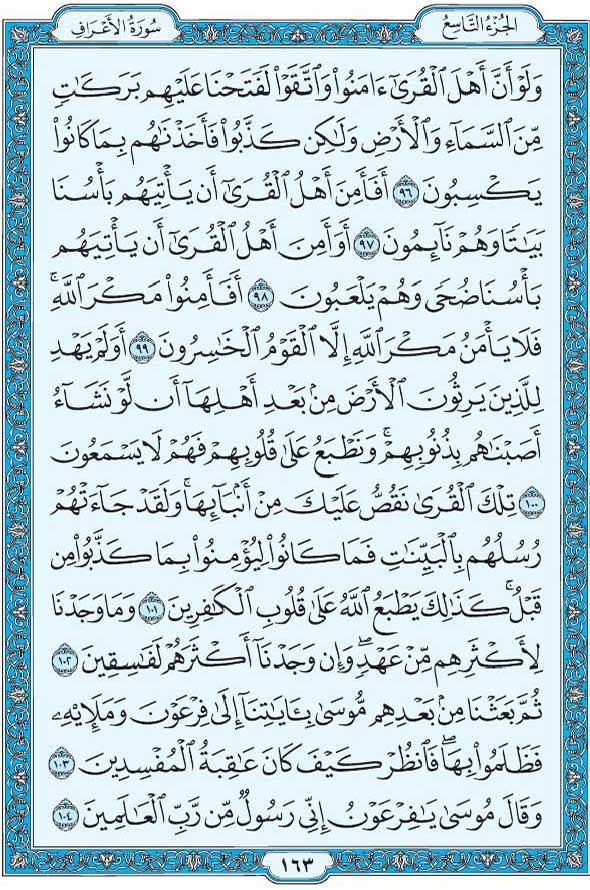 الجُزْءُ التَّاسِعُ
سُورَةُ الأَعْرَافِ
وَلَوْ أَنَّ أَهْلَ ٱلْقُرَىٰٓ ءَامَنُوا۟ وَٱتَّقَوْا۟ لَفَتَحْنَا عَلَيْهِم بَرَكَـٰتٍ
مِّنَ ٱلسَّمَآءِ وَٱلْأَرْضِ وَلَـٰكِن كَذَّبُوا۟ فَأَخَذْنَـٰهُم بِمَا كَانُوا۟
يَكْسِبُونَ ٩٦ أَفَأَمِنَ أَهْلُ ٱلْقُرَىٰٓ أَن يَأْتِيَهُم بَأْسُنَا
بَيَـٰتًا وَهُمْ نَآئِمُونَ ٩٧ أَوَأَمِنَ أَهْلُ ٱلْقُرَىٰٓ أَن يَأْتِيَهُم
بَأْسُنَا ضُحًى وَهُمْ يَلْعَبُونَ ٩٨ أَفَأَمِنُوا۟ مَكْرَ ٱللَّهِ ۚ
فَلَا يَأْمَنُ مَكْرَ ٱللَّهِ إِلَّا ٱلْقَوْمُ ٱلْخَـٰسِرُونَ ٩٩ أَوَلَمْ يَهْدِ
لِلَّذِينَ يَرِثُونَ ٱلْأَرْضَ مِنۢ بَعْدِ أَهْلِهَآ أَن لَّوْ نَشَآءُ
أَصَبْنَـٰهُم بِذُنُوبِهِمْ ۚ وَنَطْبَعُ عَلَىٰ قُلُوبِهِمْ فَهُمْ لَا يَسْمَعُونَ
١٠٠ تِلْكَ ٱلْقُرَىٰ نَقُصُّ عَلَيْكَ مِنْ أَنۢبَآئِهَا ۚ وَلَقَدْ جَآءَتْهُمْ
رُسُلُهُم بِٱلْبَيِّنَـٰتِ فَمَا كَانُوا۟ لِيُؤْمِنُوا۟ بِمَا كَذَّبُوا۟ مِن
قَبْلُ ۚ كَذَٰلِكَ يَطْبَعُ ٱللَّهُ عَلَىٰ قُلُوبِ ٱلْكَـٰفِرِينَ ١٠١ وَمَا وَجَدْنَا
لِأَكْثَرِهِم مِّنْ عَهْدٍ ۖ وَإِن وَجَدْنَآ أَكْثَرَهُمْ لَفَـٰسِقِينَ ١٠٢
ثُمَّ بَعَثْنَا مِنۢ بَعْدِهِم مُّوسَىٰ بِـَٔايَـٰتِنَآ إِلَىٰ فِرْعَوْنَ وَمَلَإِي۟هِۦ
فَظَلَمُوا۟ بِهَا ۖ فَٱنظُرْ كَيْفَ كَانَ عَـٰقِبَةُ ٱلْمُفْسِدِينَ ١٠٣
وَقَالَ مُوسَىٰ يَـٰفِرْعَوْنُ إِنِّى رَسُولٌ مِّن رَّبِّ ٱلْعَـٰلَمِينَ ١٠٤
١٦٣